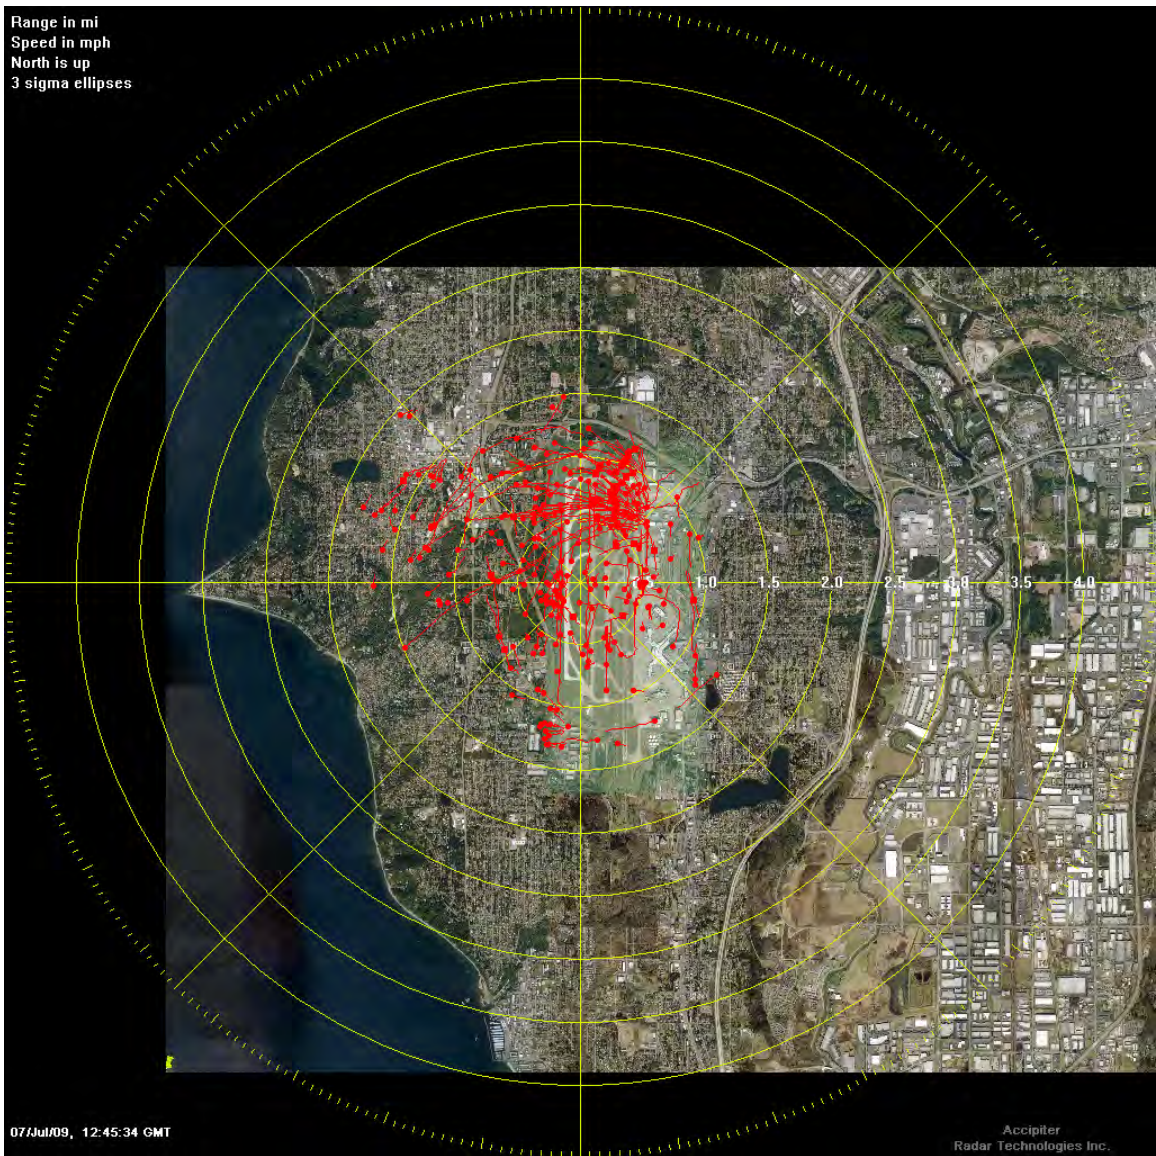 Range in mi
Speed in mph
North is up
3 sigma ellipses
1.0 1.5 2.0 2.5 3.5 4.0
07/Jul/09, 12:45:34 GMT
Accipiter
Radar Technologies Inc.